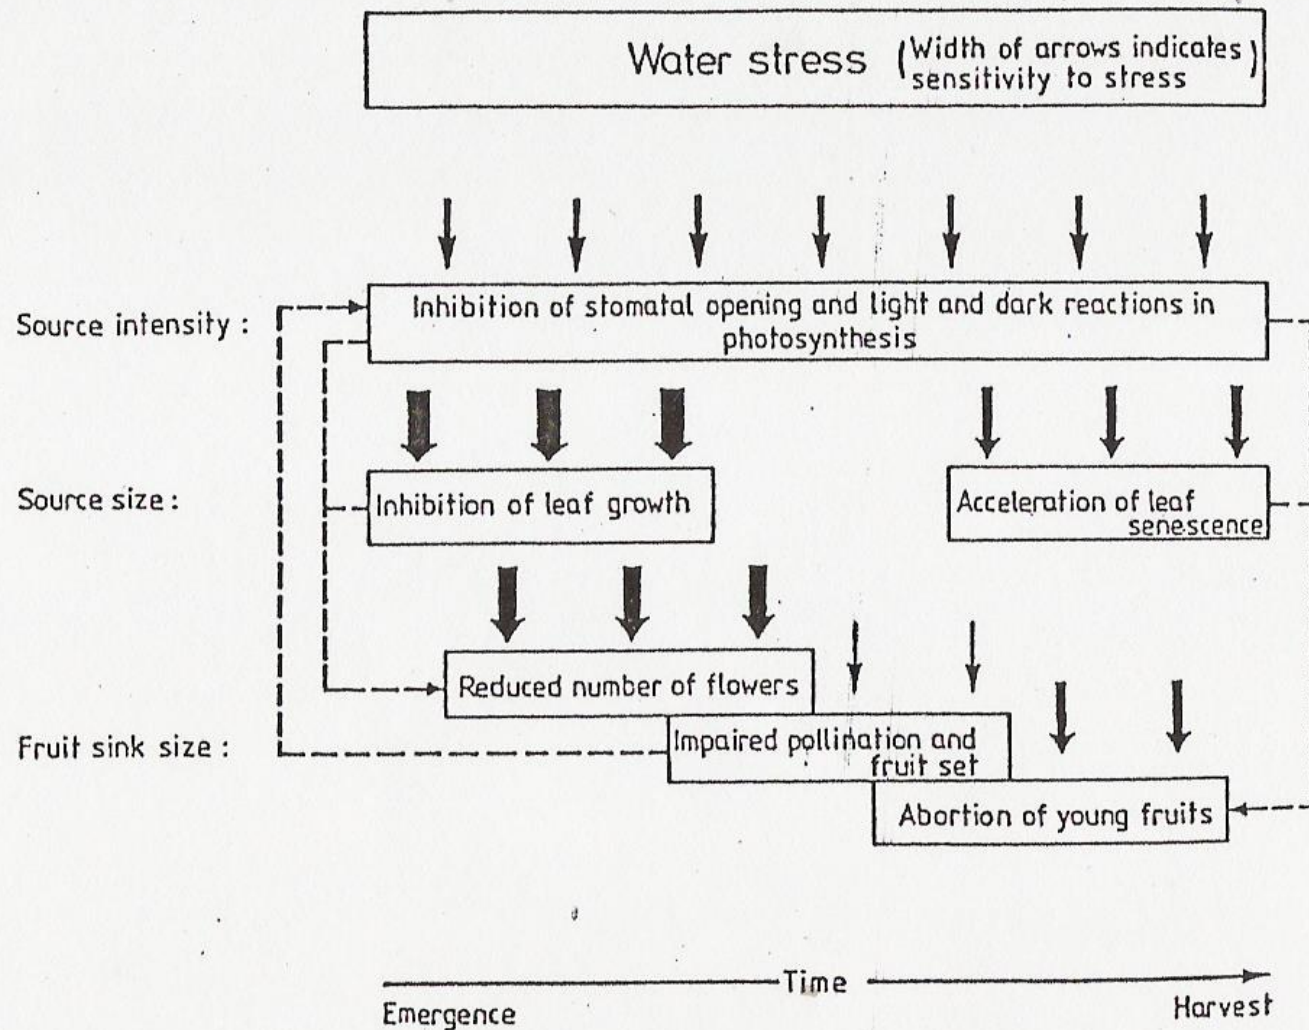 Water stress (Width of arrows indicates
sensitivity to stress)
Source intensity :
Inhibition of stomatal opening and light and dark reactions in
photosynthesis
Source size :
Inhibition of leaf growth
Acceleration of leaf
senescence
Reduced number of flowers
Fruit sink size :
Impaired pollination and
fruit set
Abortion of young fruits
Time
Emergence
Harvest